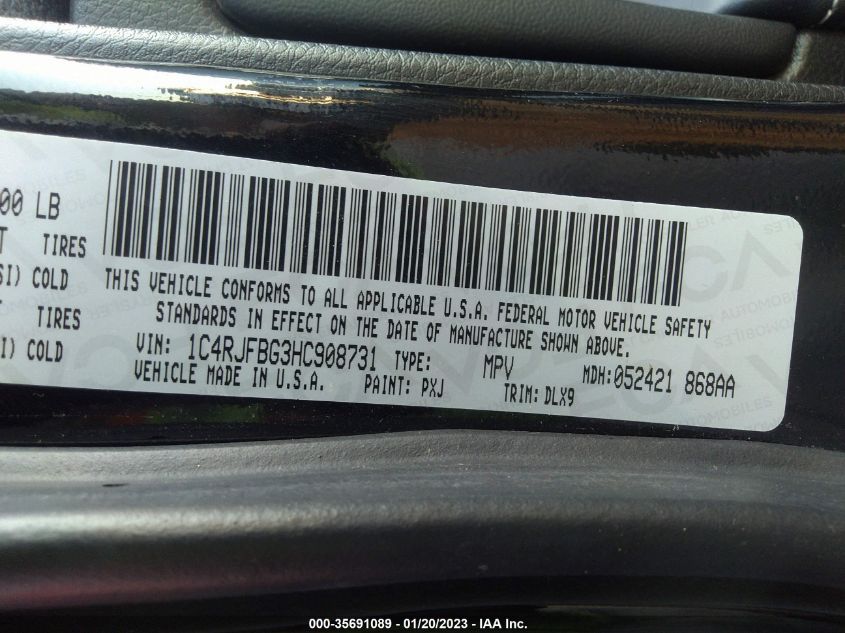 00 LB
T TIRES
SI) COLD
T TIRES
I) COLD
THIS VEHICLE CONFORMS TO ALL APPLICABLE U.S.A. FEDERAL MOTOR VEHICLE SAFETY
STANDARDS IN EFFECT ON THE DATE OF MANUFACTURE SHOWN ABOVE.
VIN: 1C4RJFBG3HC908731 TYPE: MPV MDH:052421 868AA
VEHICLE MADE IN U.S.A. PAINT: PXJ TRIM: DLX9
000-35691089 - 01/20/2023 - IAA Inc.